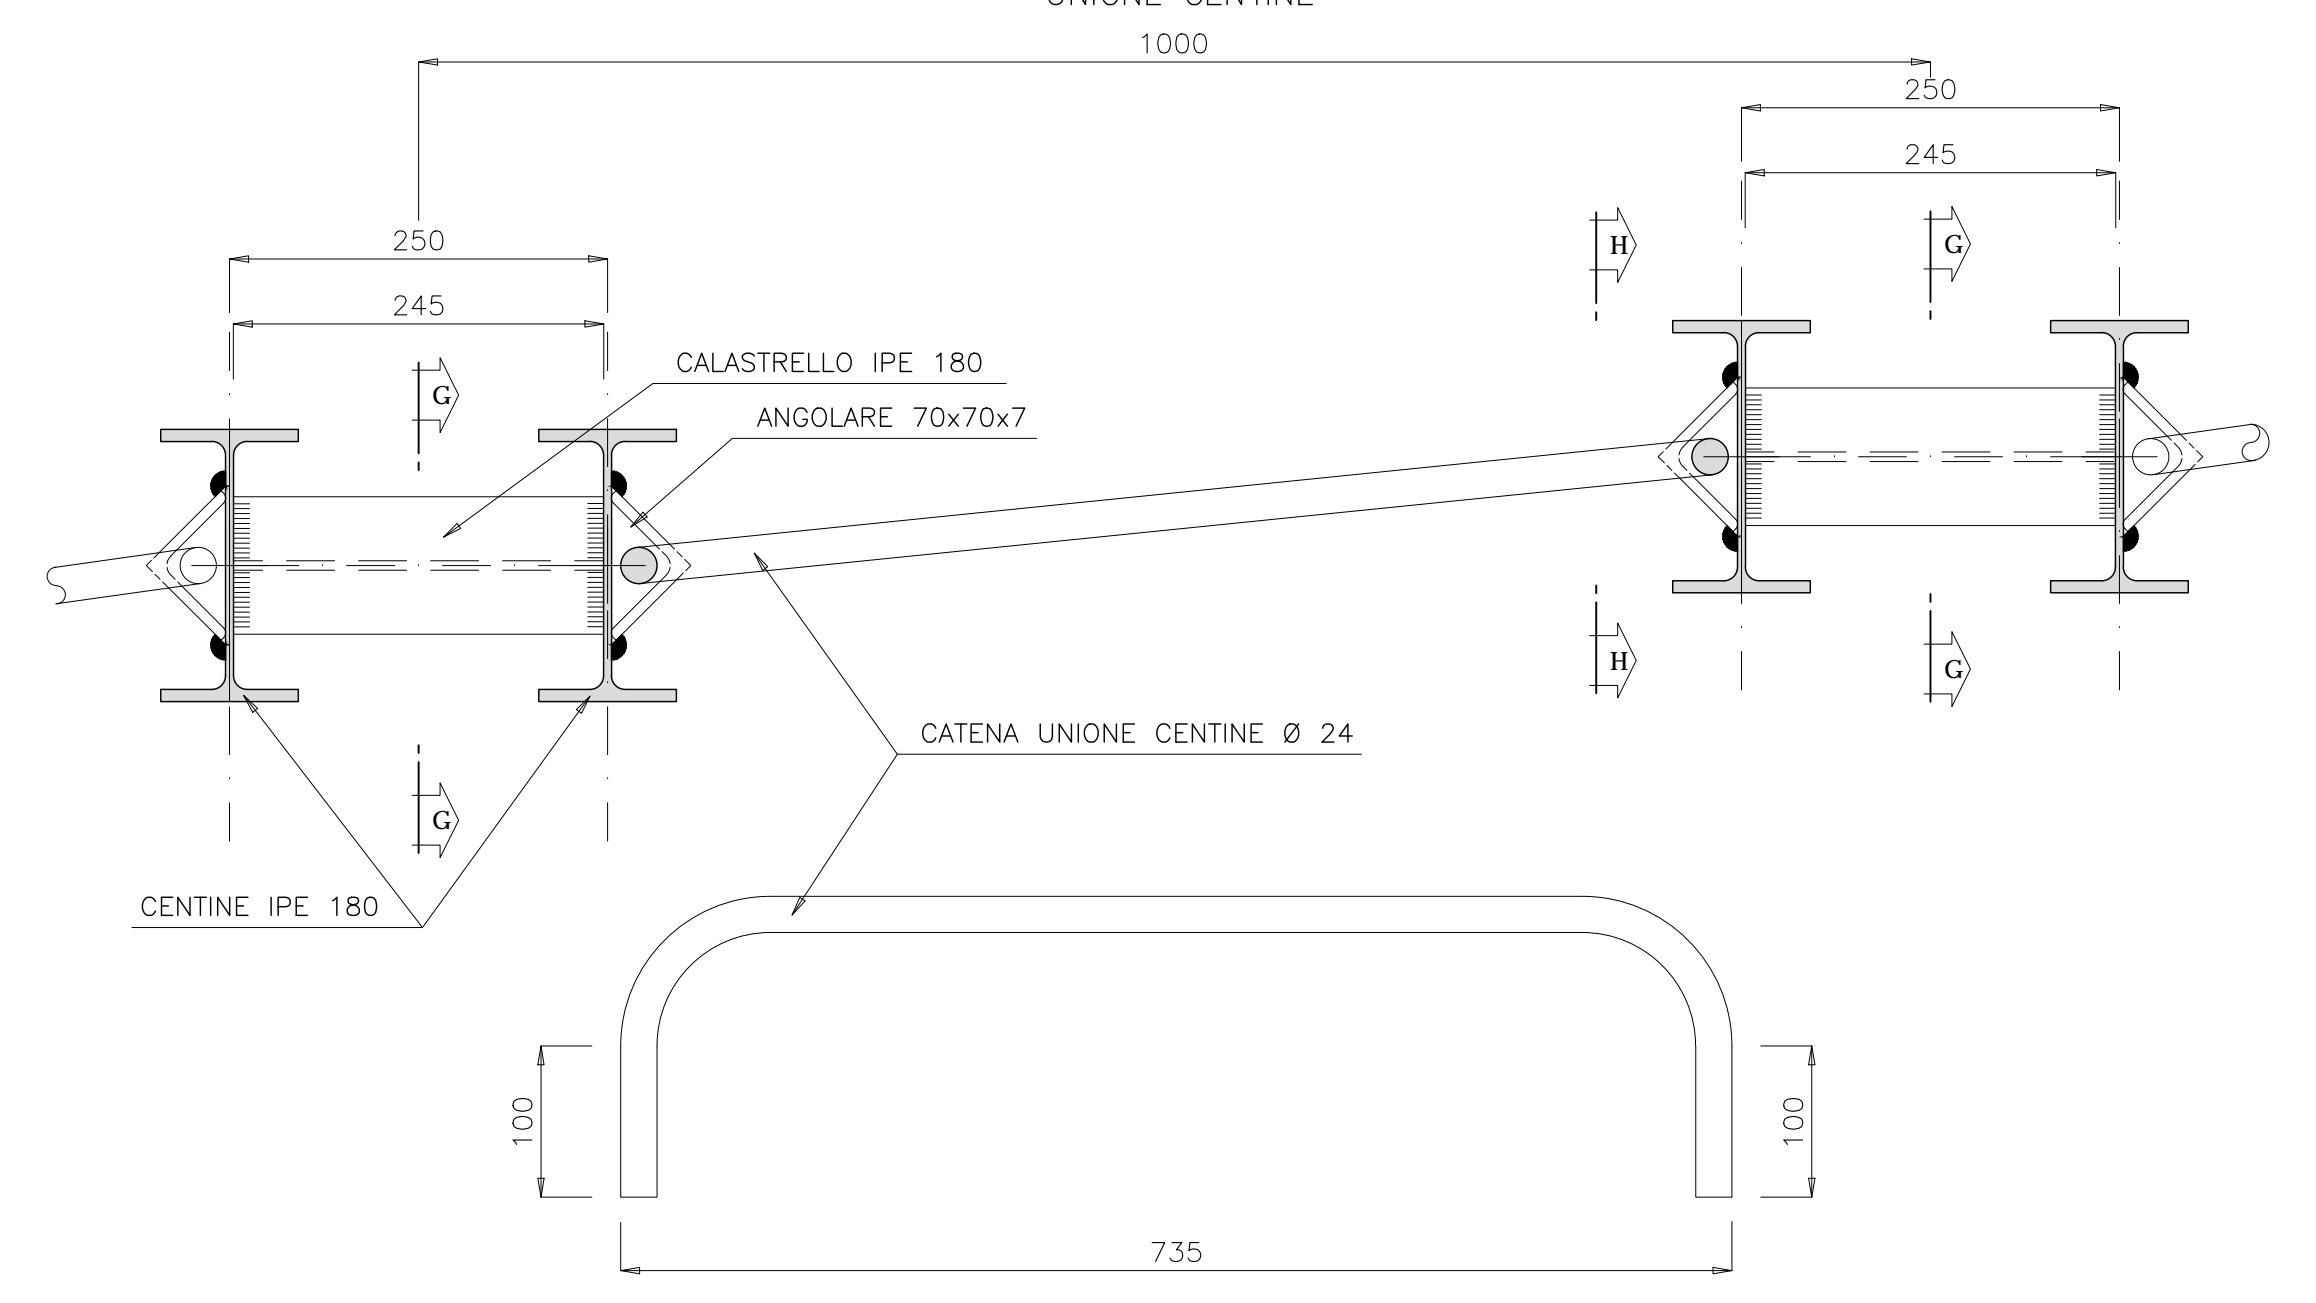 UNIONE CENTINE
1000
250
245
H
G
250
245
CALASTRELLO IPE 180
G
ANGOLARE 70x70x7
H
G
CATENA UNIONE CENTINE Ø 24
G
CENTINE IPE 180
100
100
735